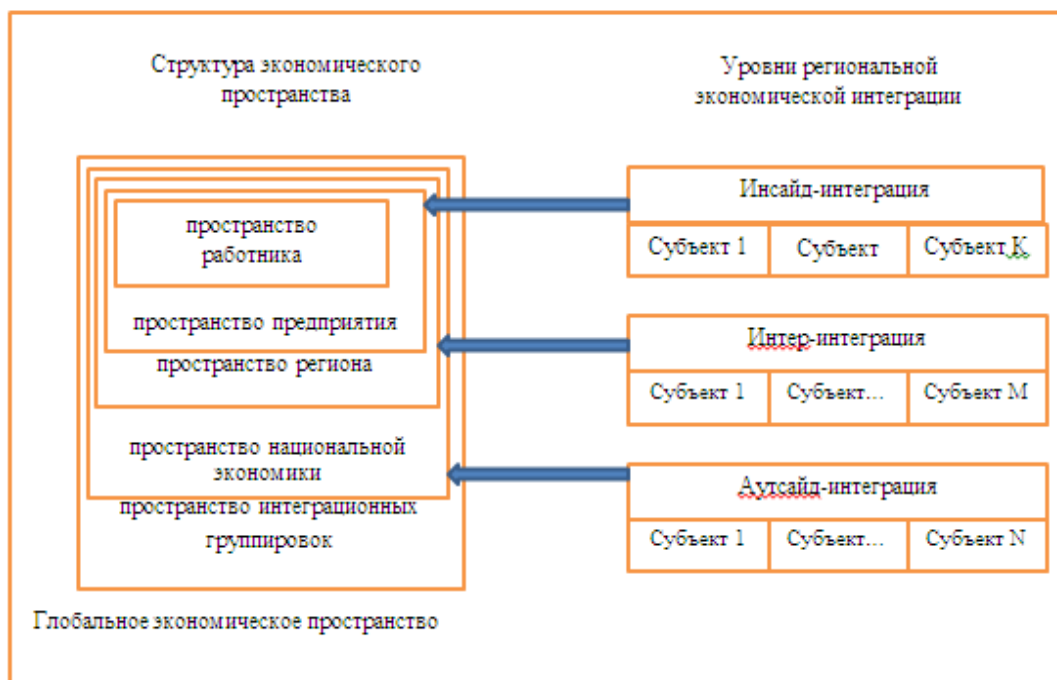 Структура экономического
пространства
Уровни региональной
экономической интеграции
пространство
работника
пространство предприятия
пространство региона
пространство национальной
экономики
пространство интеграционных
группировок
Глобальное экономическое пространство
Инсайд-интеграция
Субъект 1
Субъект
Субъект К
Интер-интеграция
Субъект 1
Субъект...
Субъект М
Аутсайд-интеграция
Субъект 1
Субъект...
Субъект N